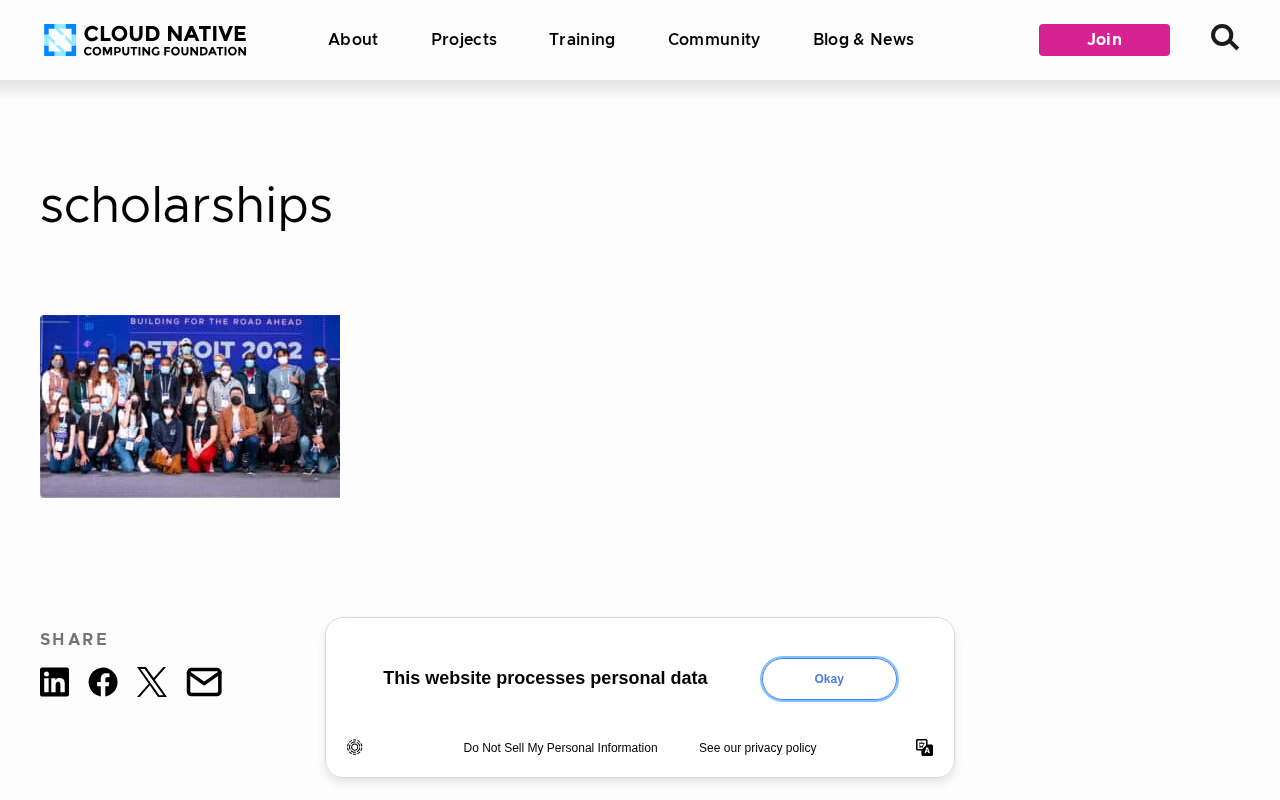 CLOUD NATIVE
COMPUTING FOUNDATION
About
Projects
Training
Community
Blog & News
Join
scholarships
BUILDING FOR THE ROAD AHEAD
DETROIT 2022
SHARE
This website processes personal data
Okay
Do Not Sell My Personal Information
See our privacy policy